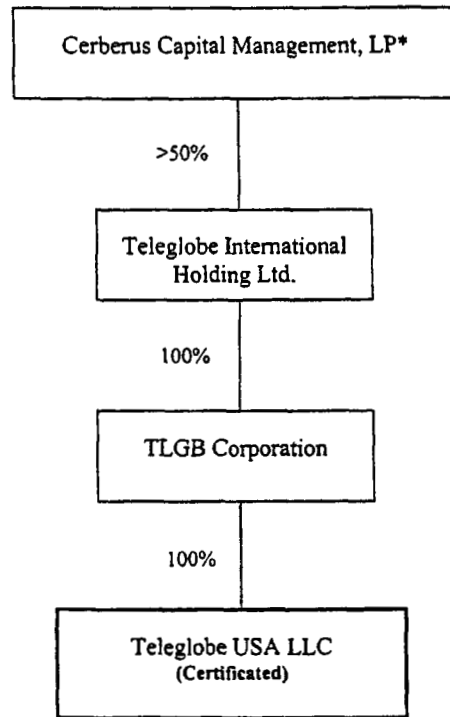 Cerberus Capital Management, LP*
>50%
Teleglobe International
Holding Ltd.
100%
TLGB Corporation
100%
Teleglobe USA LLC
(Certificated)